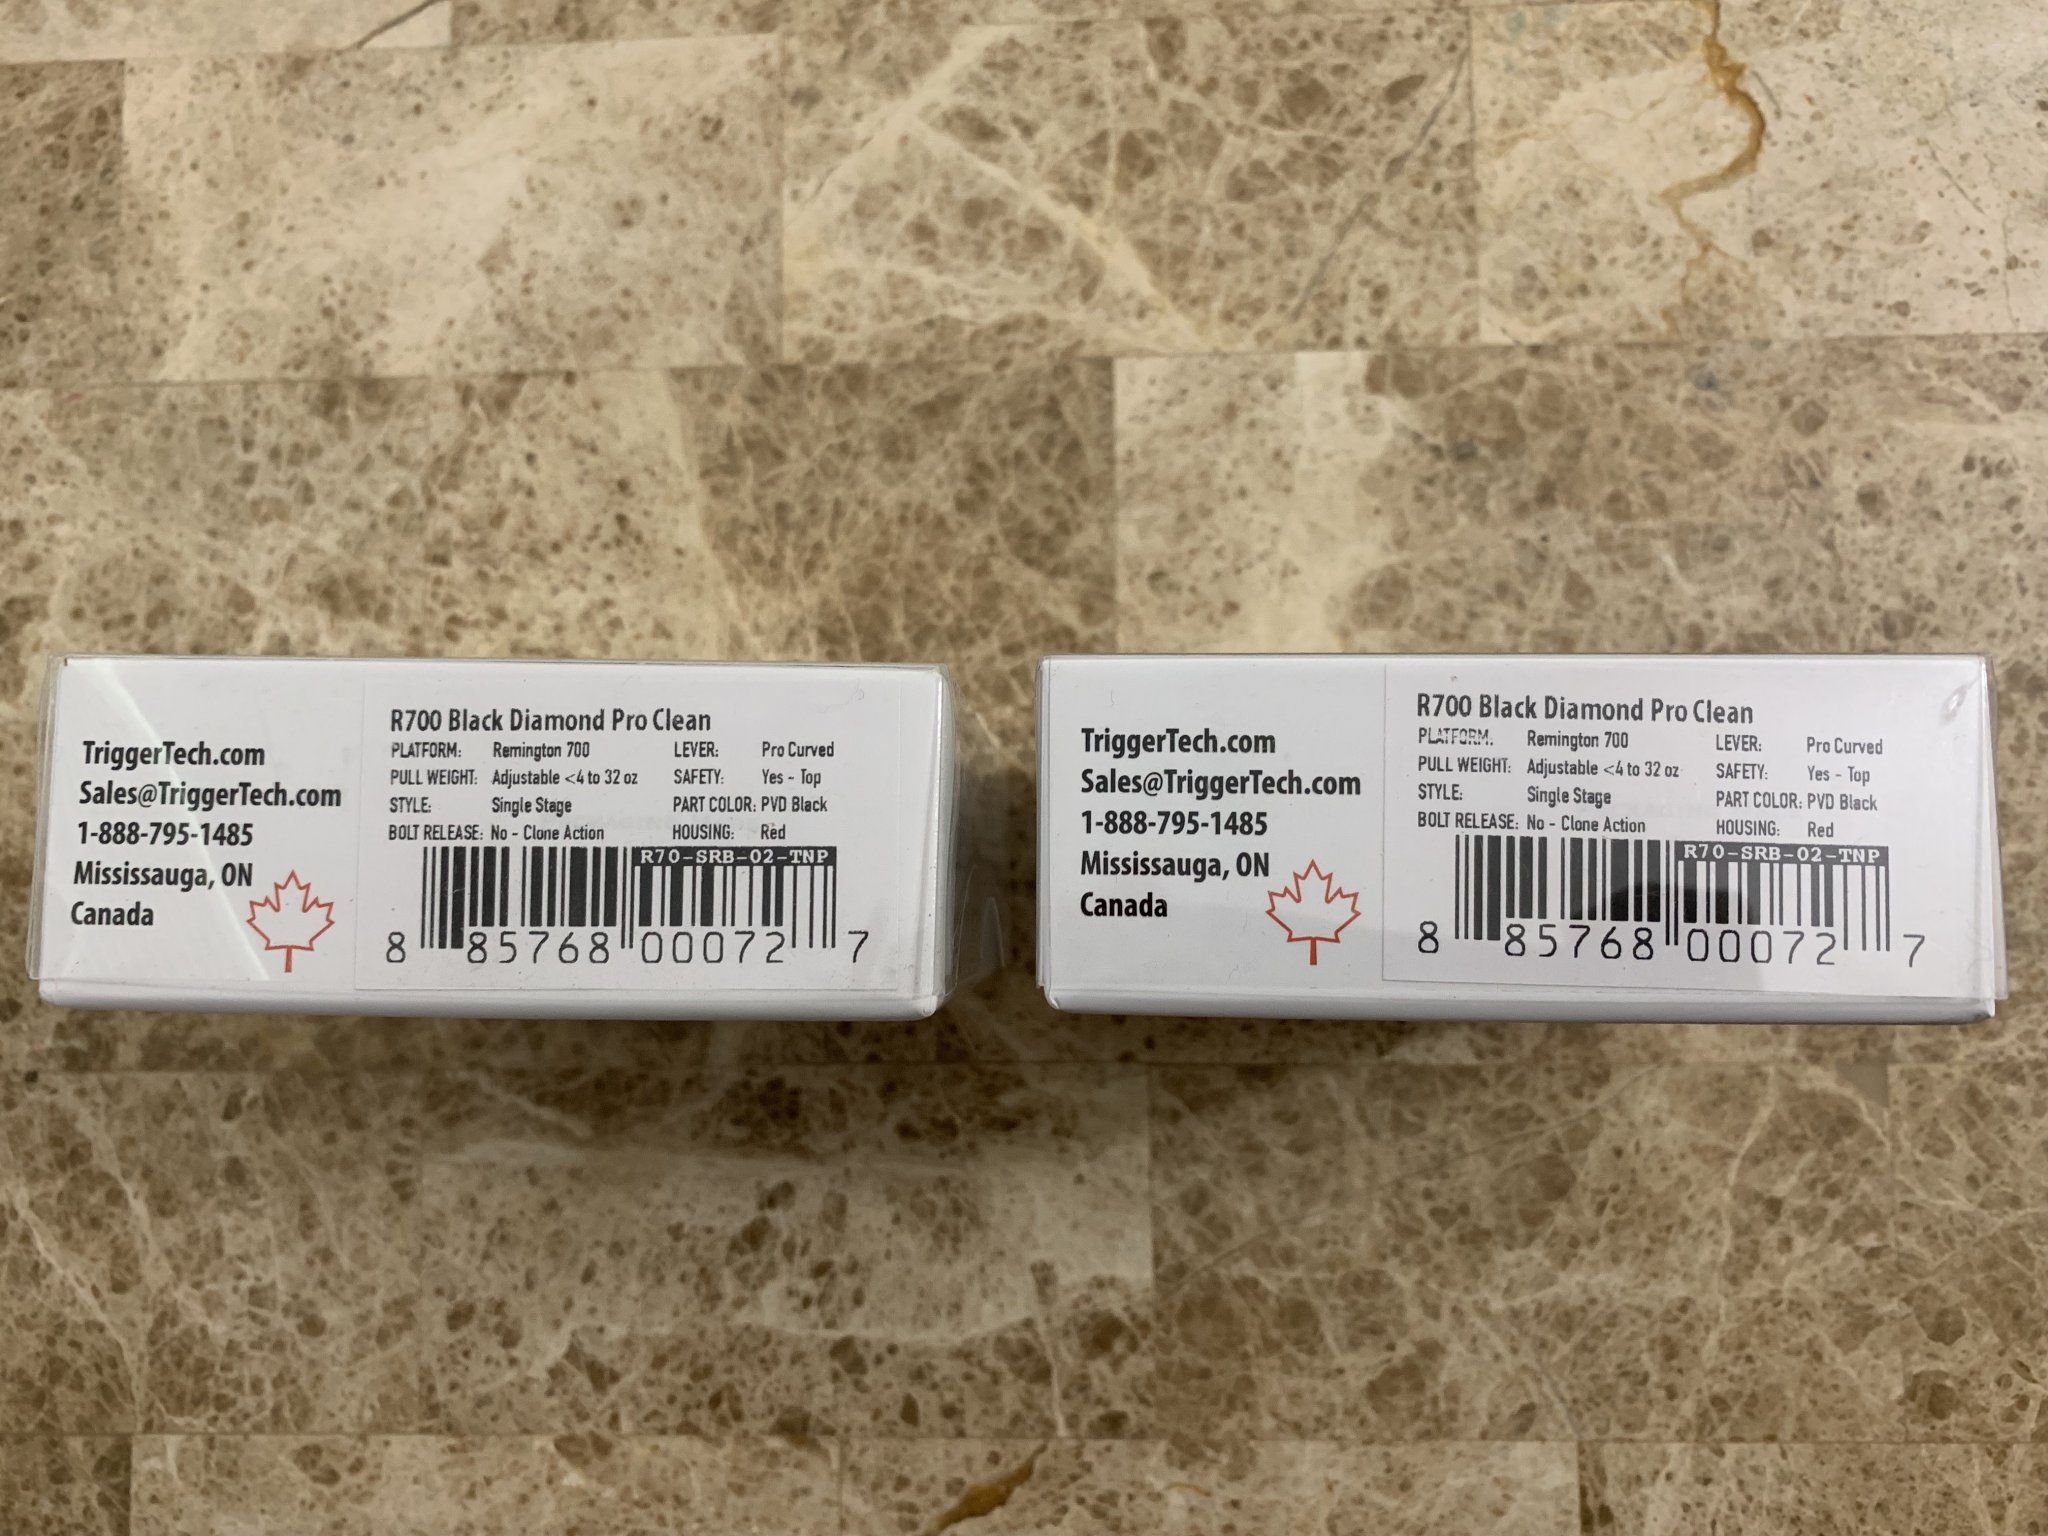 TriggerTech.com
Sales@TriggerTech.com
1-888-795-1485
Mississauga, ON
Canada
R700 Black Diamond Pro Clean
PLATFORM: Remington 700 LEVER: Pro Curved
PULL WEIGHT: Adjustable <4 to 32 oz SAFETY: Yes - Top
STYLE: Single Stage PART COLOR: PVD Black
BOLT RELEASE: No - Clone Action HOUSING: Red
R70-SRB-02-TNP
8 85768 00072 7
TriggerTech.com
Sales@TriggerTech.com
1-888-795-1485
Mississauga, ON
Canada
R700 Black Diamond Pro Clean
PLATFORM: Remington 700 LEVER: Pro Curved
PULL WEIGHT: Adjustable <4 to 32 oz SAFETY: Yes - Top
STYLE: Single Stage PART COLOR: PVD Black
BOLT RELEASE: No - Clone Action HOUSING: Red
R70-SRB-02-TNP
8 85768 00072 7